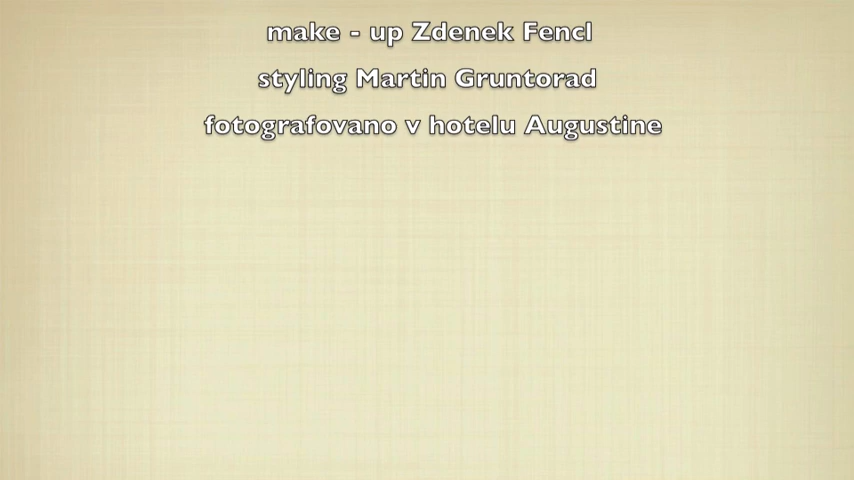 make - up Zdenek Fencl
styling Martin Gruntorad
fotografovano v hotelu Augustine